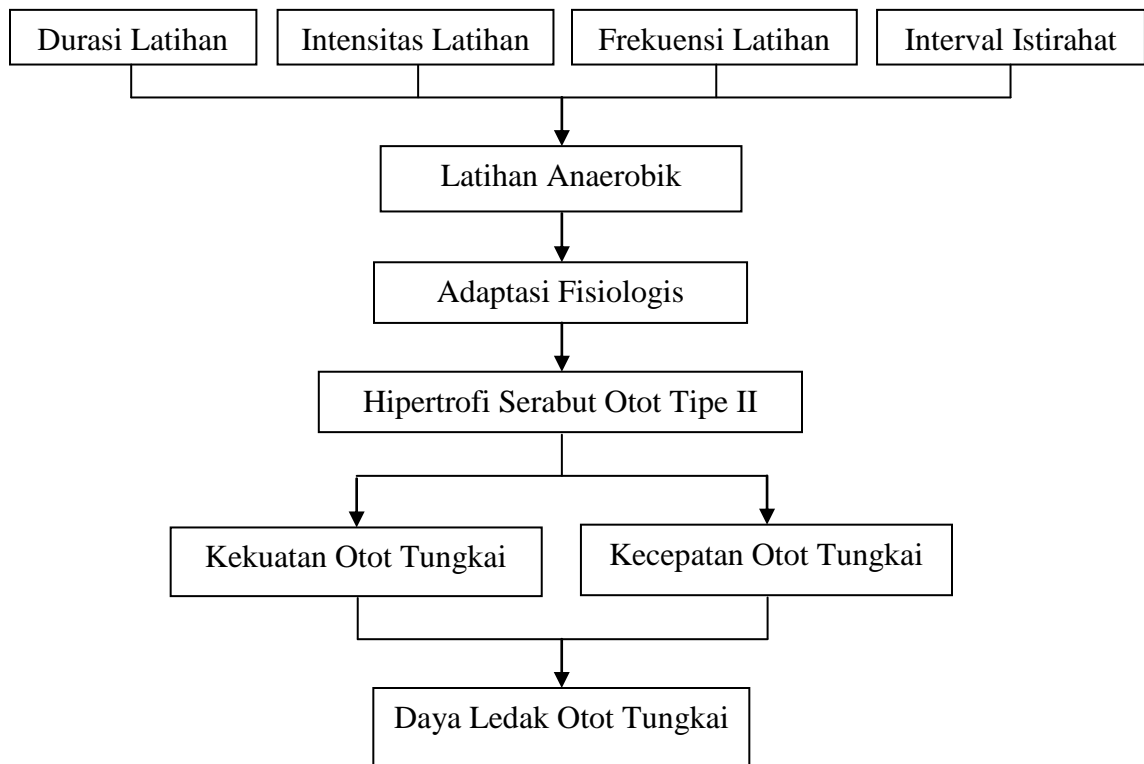 Durasi Latihan
Intensitas Latihan
Frekuensi Latihan
Interval Istirahat
Latihan Anaerobik
Adaptasi Fisiologis
Hipertrofi Serabut Otot Tipe II
Kekuatan Otot Tungkai
Kecepatan Otot Tungkai
Daya Ledak Otot Tungkai